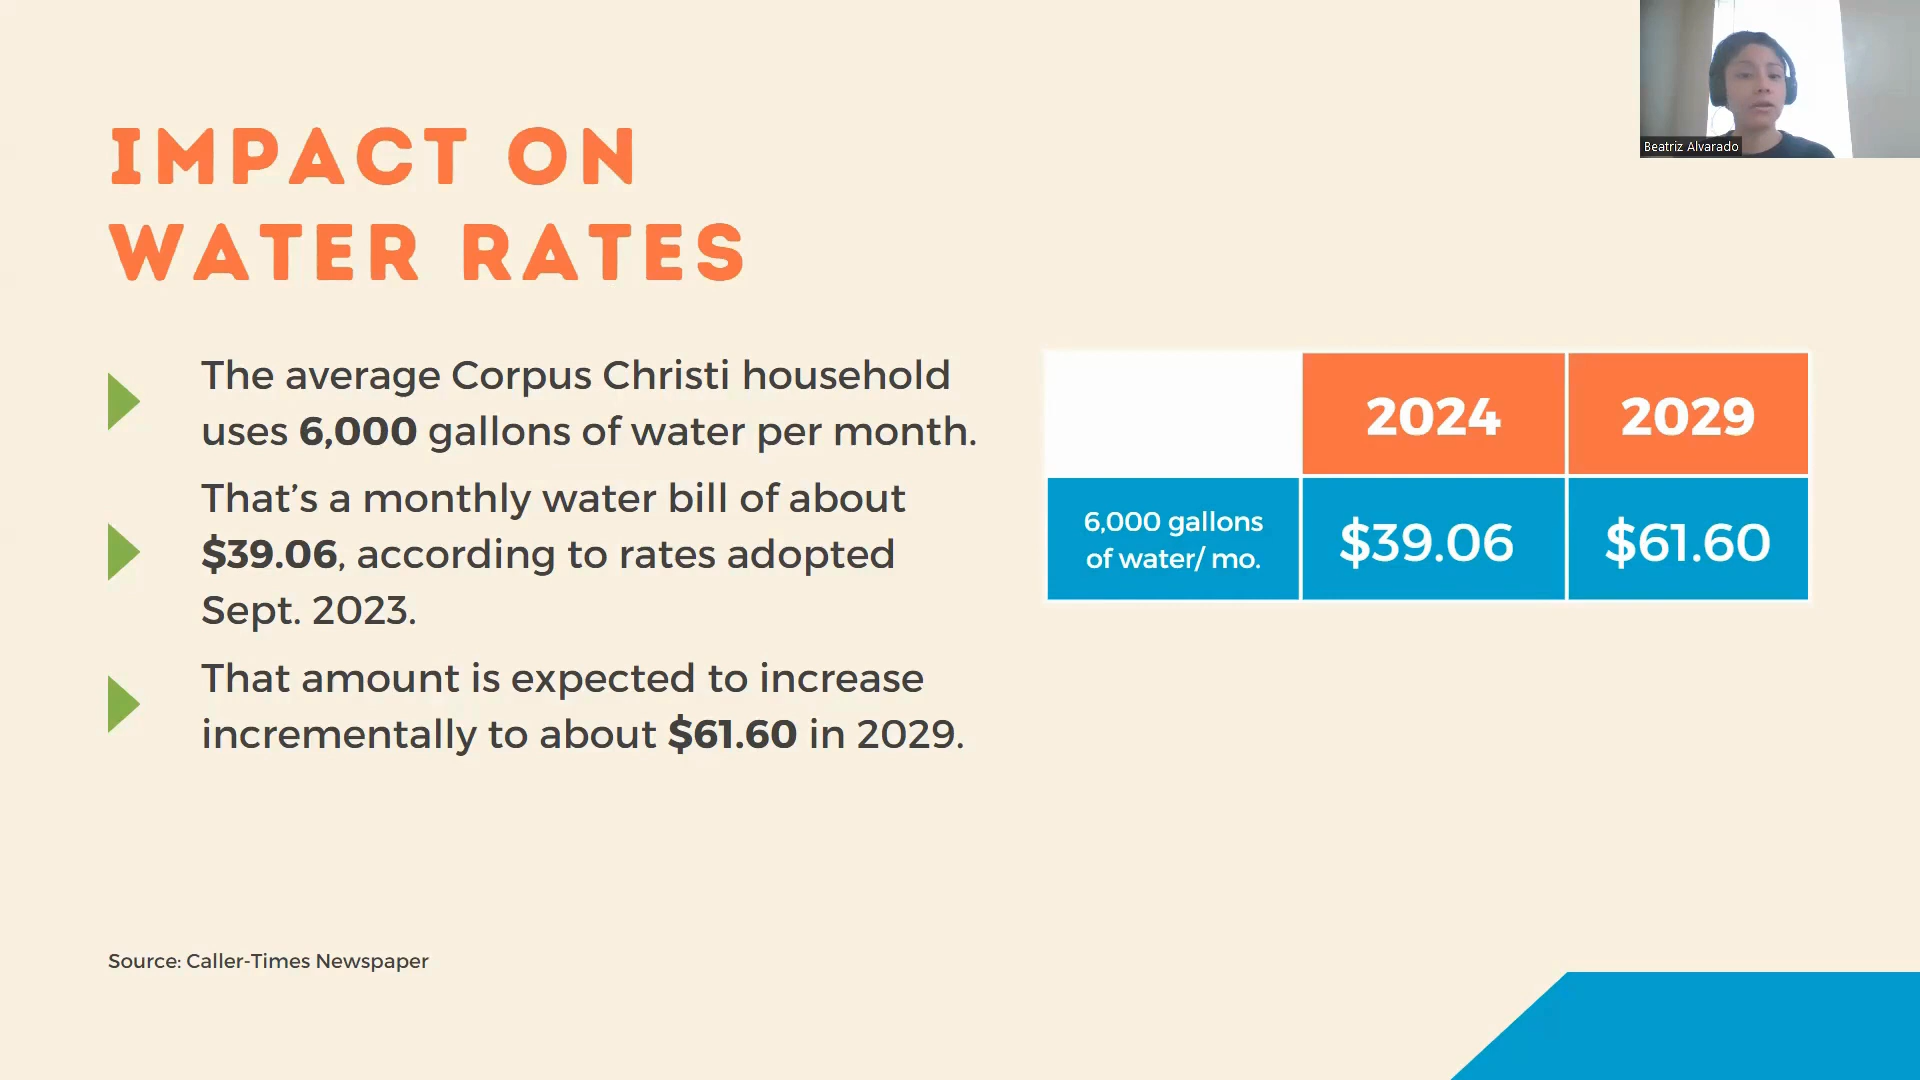 Beatriz Alvarado
IMPACT ON
WATER RATES
The average Corpus Christi household
uses 6,000 gallons of water per month.
That’s a monthly water bill of about
$39.06, according to rates adopted
Sept. 2023.
That amount is expected to increase
incrementally to about $61.60 in 2029.
2024 2029
6,000 gallons
of water/ mo.
$39.06 $61.60
Source: Caller-Times Newspaper